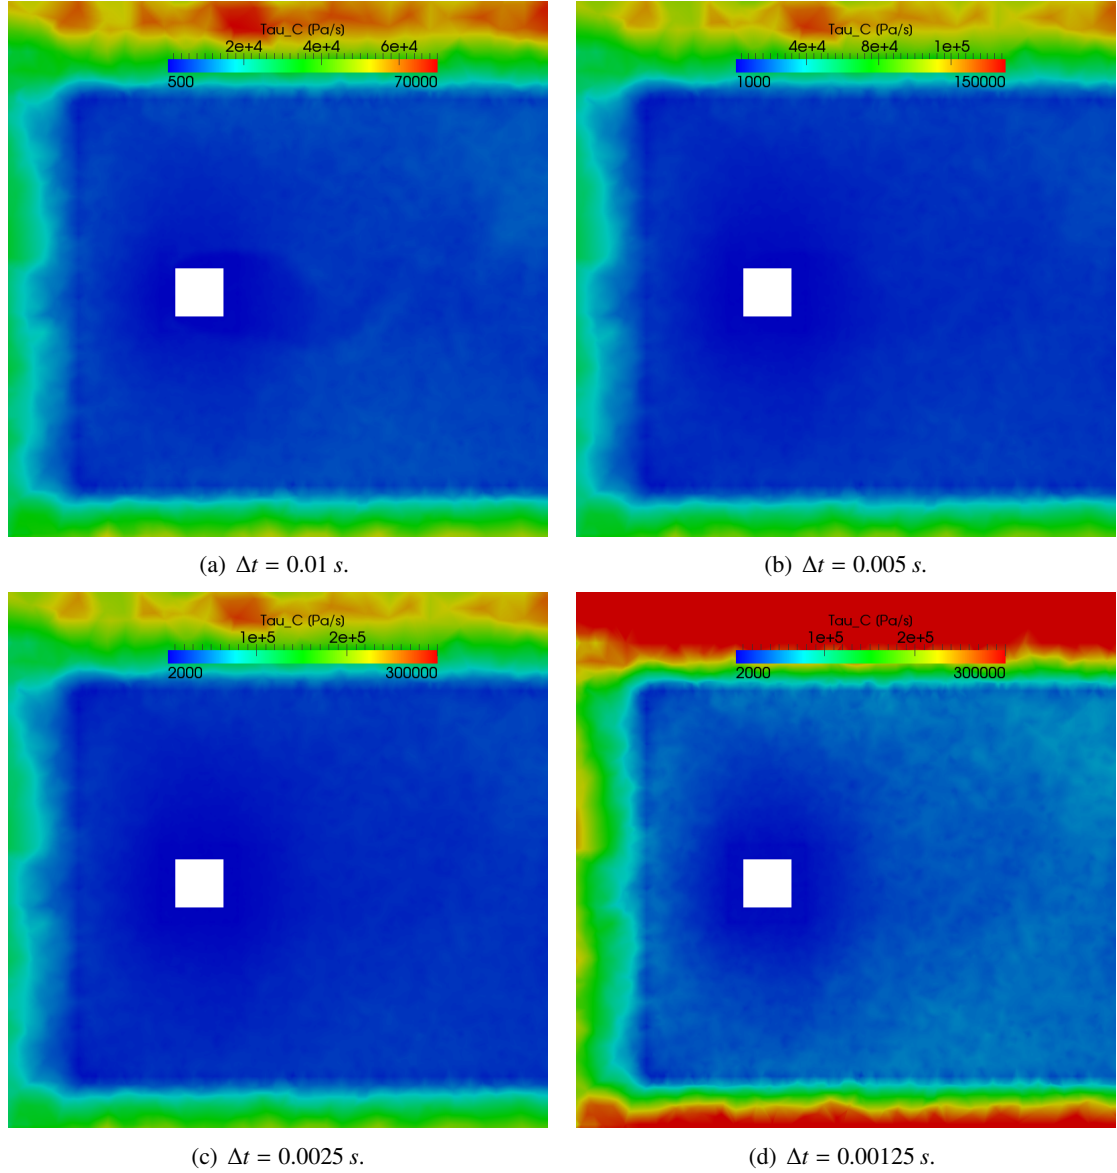 Tau_C (Pa/s)
2e+4 4e+4 6e+4
500 70000
Tau_C (Pa/s)
4e+4 8e+4 1e+5
1000 150000
(a) Δt = 0.01 s.
(b) Δt = 0.005 s.
Tau_C (Pa/s)
1e+5 2e+5
2000 300000
Tau_C (Pa/s)
1e+5 2e+5
2000 300000
(c) Δt = 0.0025 s.
(d) Δt = 0.00125 s.